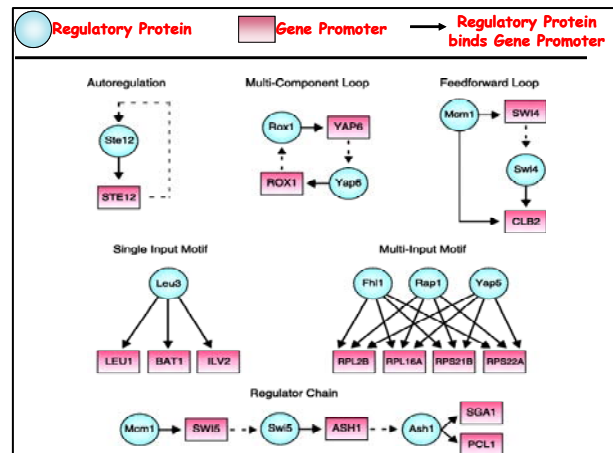 Regulatory Protein
Gene Promoter
Regulatory Protein
binds Gene Promoter
Autoregulation
Multi-Component Loop
Feedforward Loop
Ste12
STE12
Rox1
YAP6
ROX1
Yap6
Mcm1
SWI4
Swi4
CLB2
Single Input Motif
Multi-Input Motif
Leu3
LEU1
BAT1
ILV2
Fhl1
Rap1
Yap5
RPL2B
RPL16A
RPS21B
RPS22A
Regulator Chain
Mcm1
SWI5
Swi5
ASH1
Ash1
SGA1
PCL1